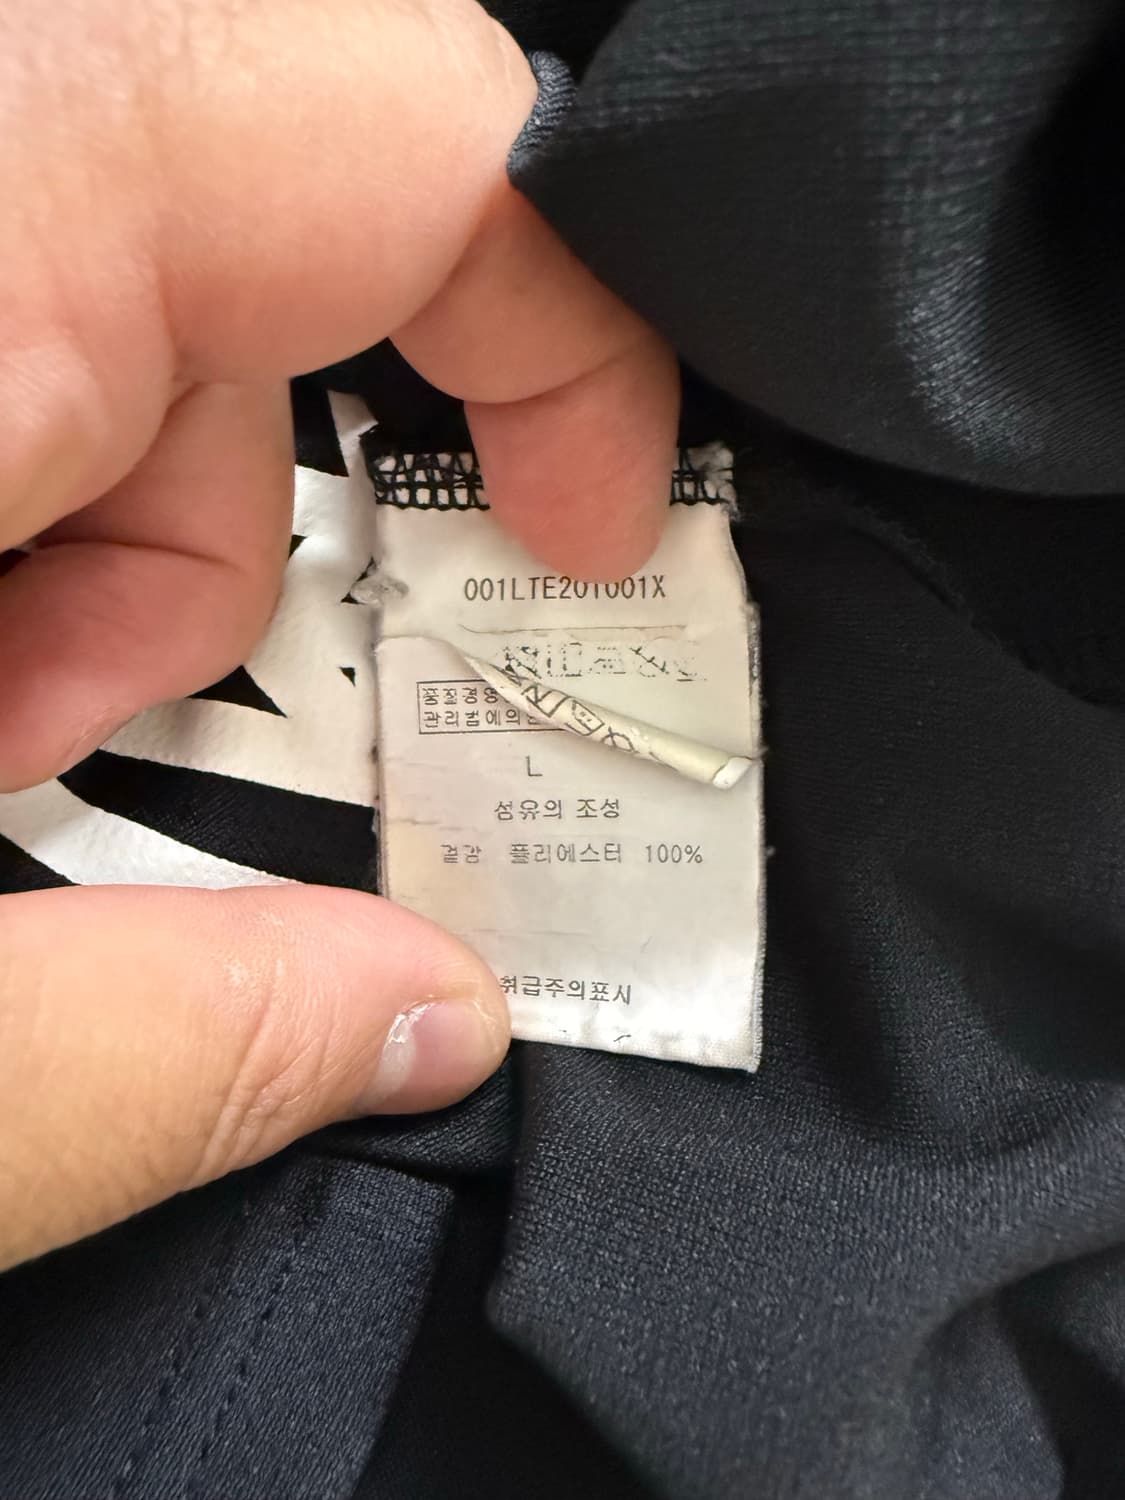 001LTE201001X
품질경영
관리법에의한
L
섬유의 조성
겉감 폴리에스터 100%
취급주의표시